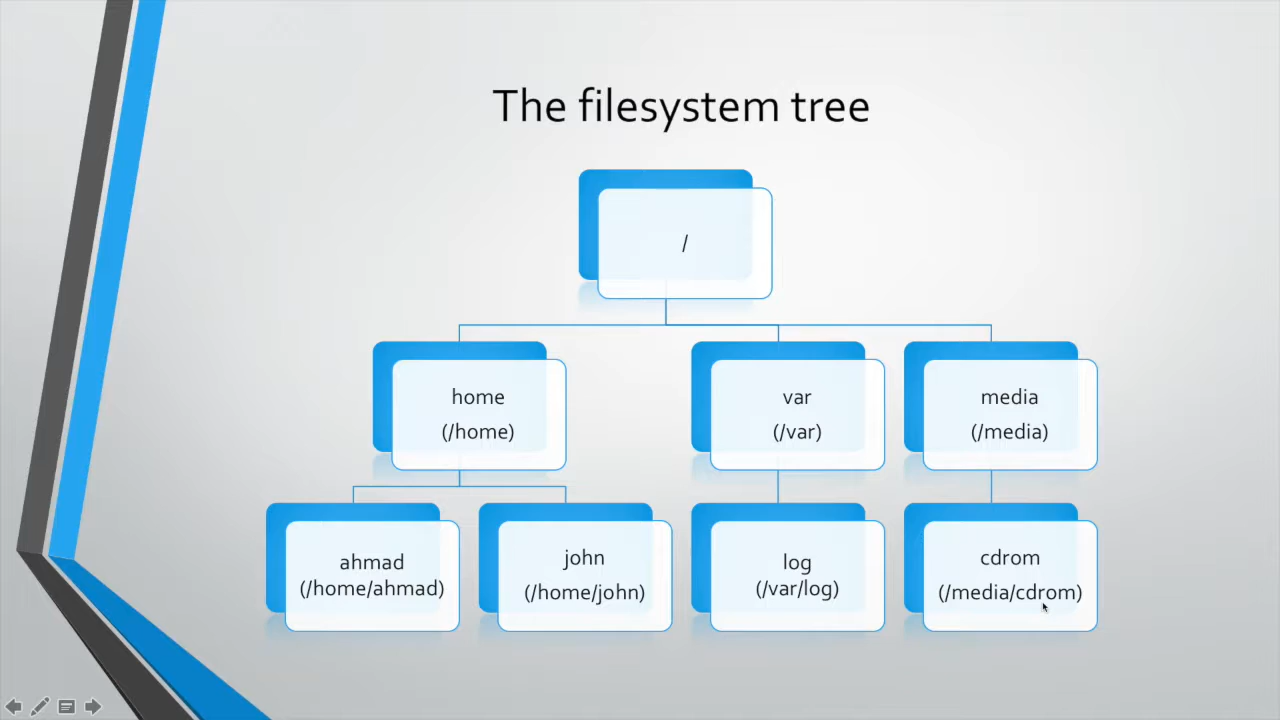 The filesystem tree
/
home
(/home)
var
(/var)
media
(/media)
ahmad
(/home/ahmad)
john
(/home/john)
log
(/var/log)
cdrom
(/media/cdrom)